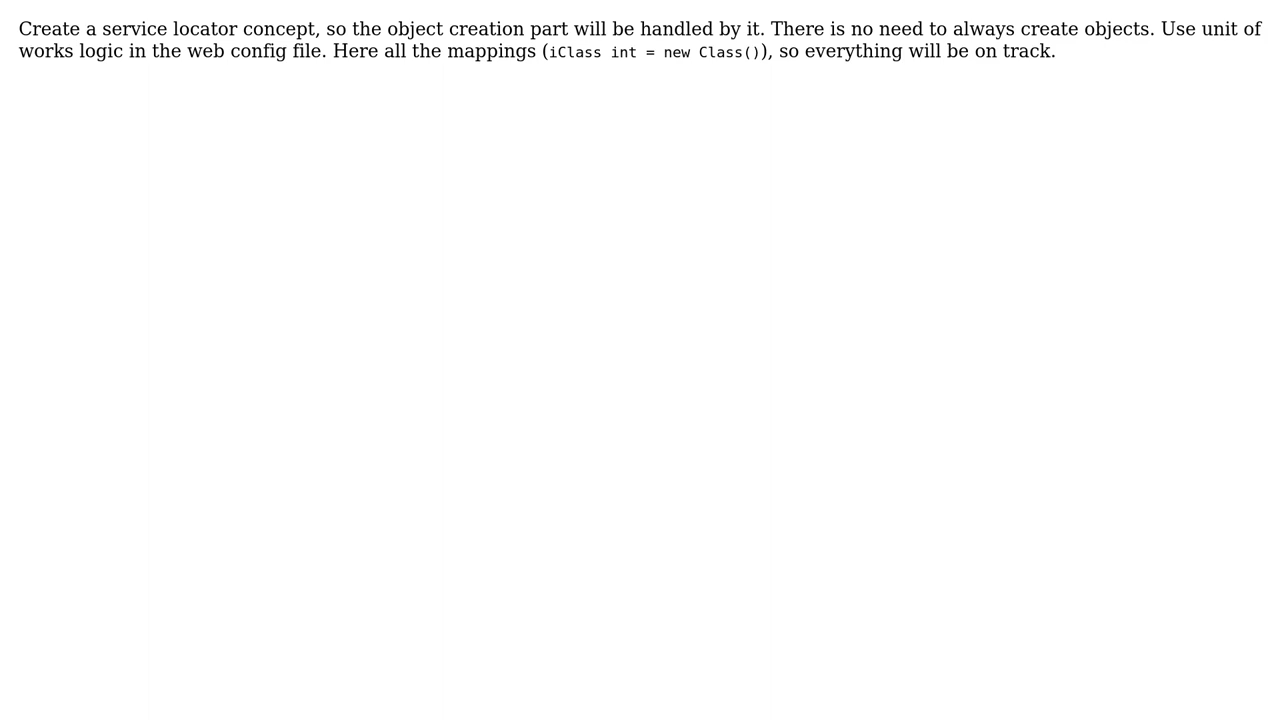 Create a service locator concept, so the object creation part will be handled by it. There is no need to always create objects. Use unit of
works logic in the web config file. Here all the mappings (iClass int = new Class()), so everything will be on track.